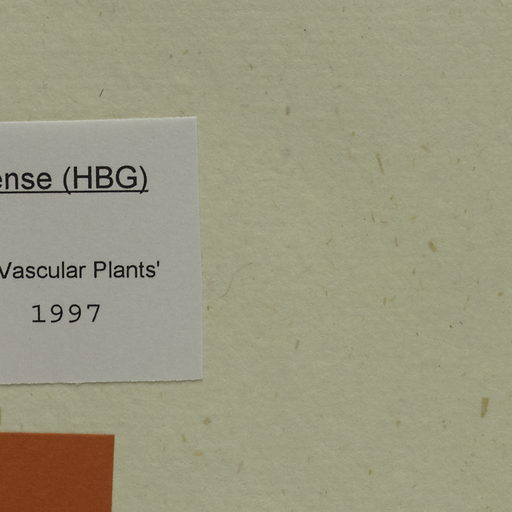 ense (HBG)
Vascular Plants'
1997